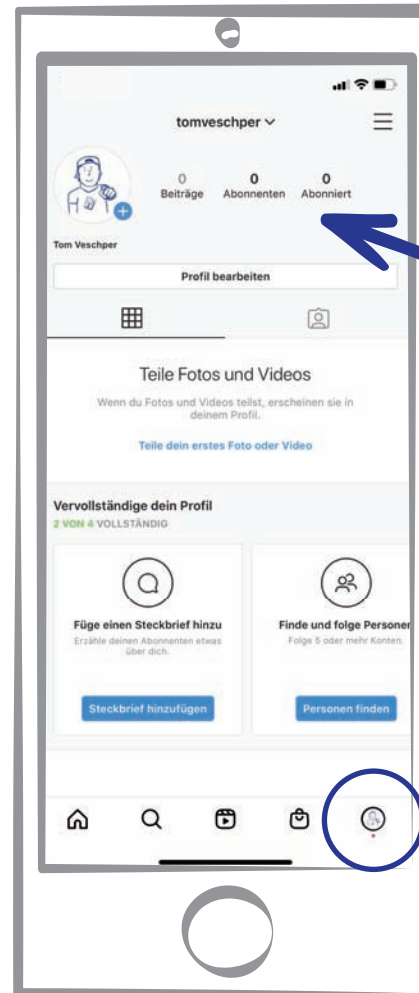 tomveschper
0 0 0
Beiträge Abonnenten Abonniert
Tom Veschper
Profil bearbeiten
Teile Fotos und Videos
Wenn du Fotos und Videos teilst, erscheinen sie in
deinem Profil.
Teile dein erstes Foto oder Video
Vervollständige dein Profil
2 VON 4 VOLLSTÄNDIG
Füge einen Steckbrief hinzu
Erzähle deinen Abonnenten etwas
über dich.
Steckbrief hinzufügen
Finde und folge Personen
Folge 5 oder mehr Konten.
Personen finden